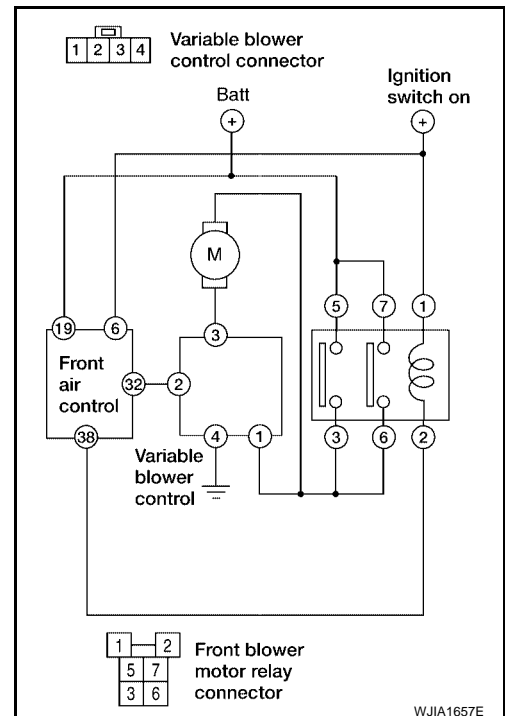 1 2 3 4
Variable blower
control connector
Batt
Ignition
switch on
+
+
M
5 7 1
19 6
3
Front
air
control
32 2
38
4 1
3 6 2
Variable
blower
control
1 2
5 7
3 6
Front blower
motor relay
connector
WJIA1657E